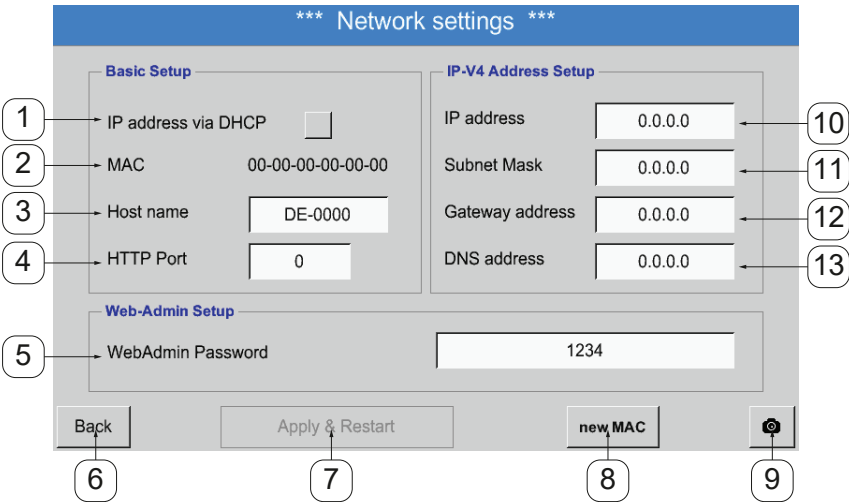 *** Network settings ***
Basic Setup
1 IP address via DHCP
2 MAC 00-00-00-00-00-00
3 Host name DE-0000
4 HTTP Port 0
IP-V4 Address Setup
IP address 0.0.0.0 10
Subnet Mask 0.0.0.0 11
Gateway address 0.0.0.0 12
DNS address 0.0.0.0 13
Web-Admin Setup
5 WebAdmin Password 1234
Back Apply & Restart new MAC
6 7 8 9